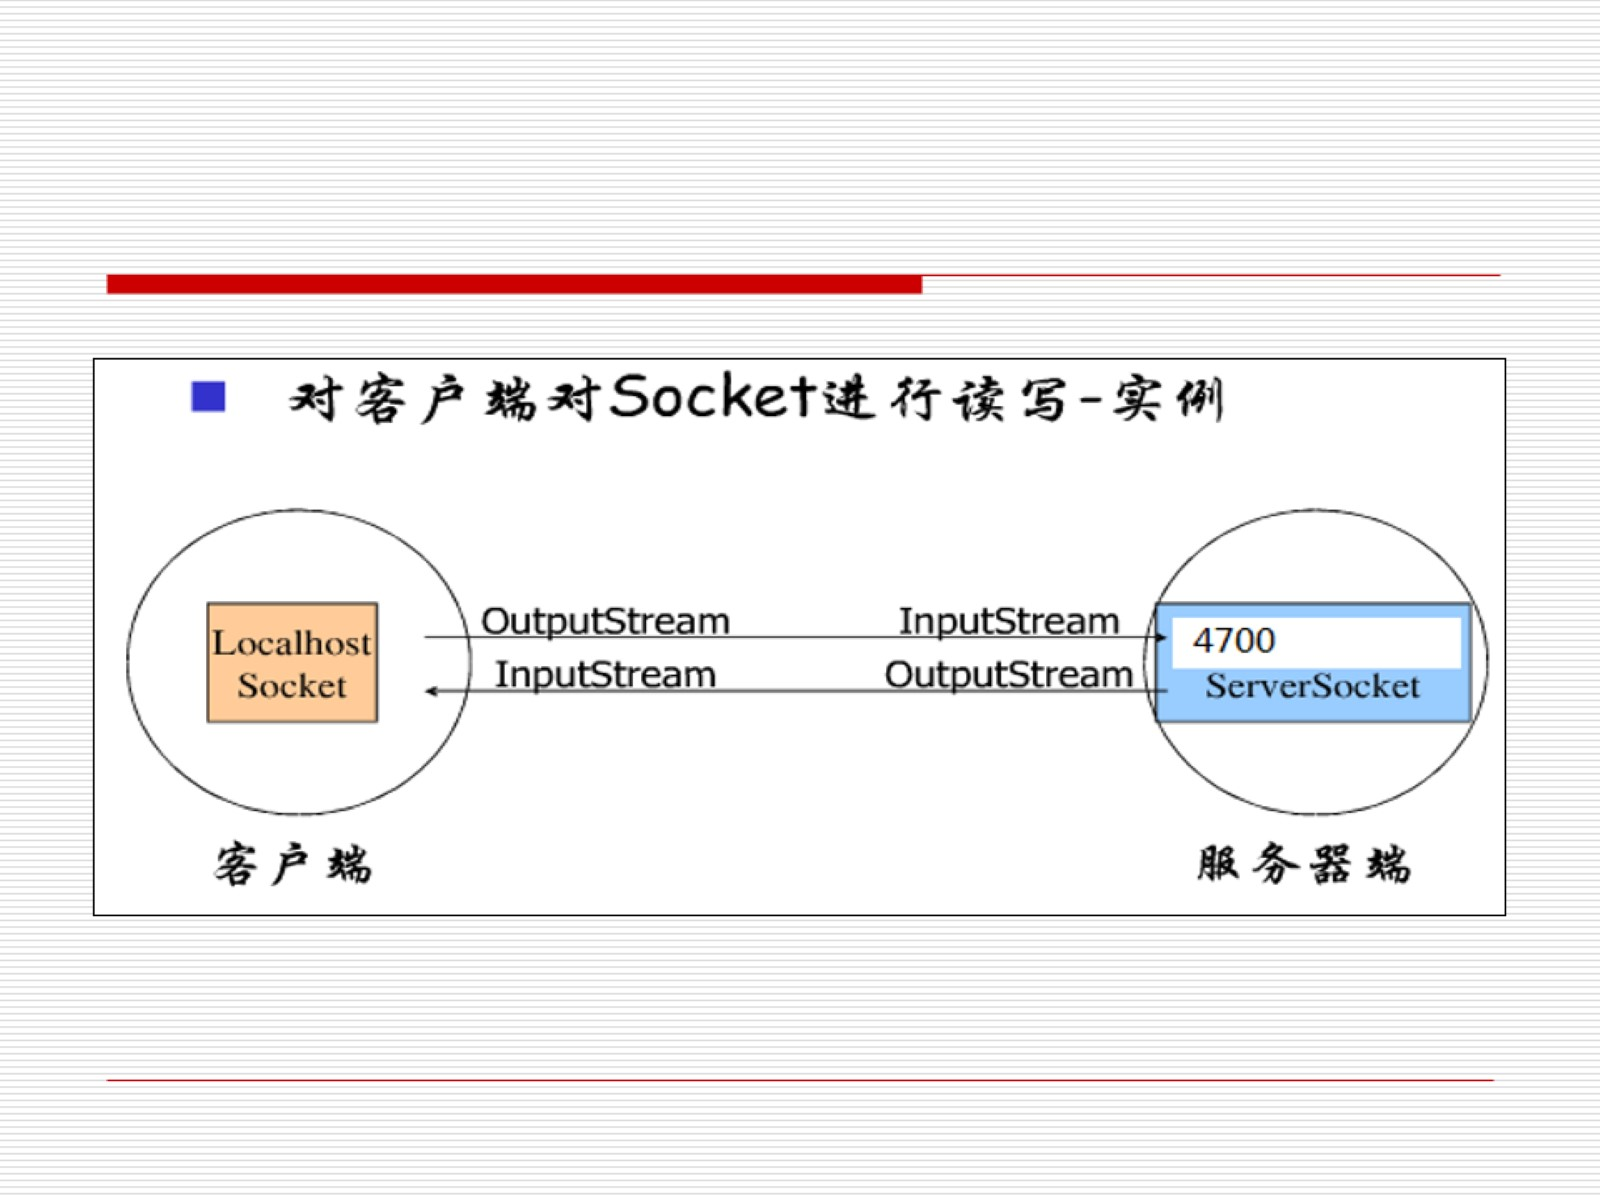 对客户端对Socket进行读写-实例
OutputStream InputStream
Localhost
Socket
4700
InputStream OutputStream
ServerSocket
客户端
服务器端